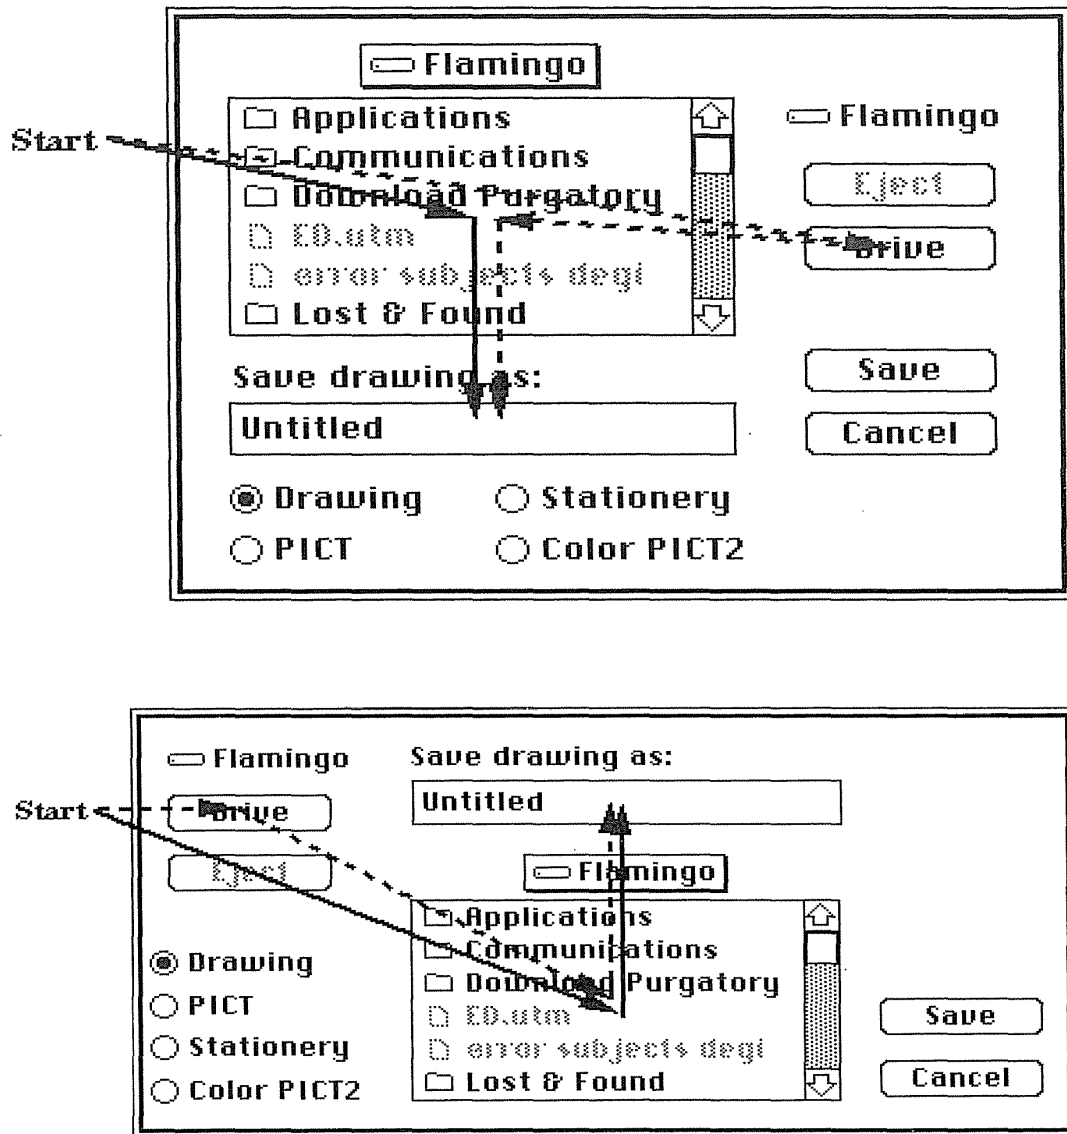 Flamingo
Applications
Flamingo
Start
Communications
Download Purgatory
Eject
ED.utm
Drive
error subjects degi
Lost & Found
Save drawing as:
Save
Untitled
Cancel
Drawing
Stationery
PICT
Color PICT2
Flamingo
Save drawing as:
Start
Drive
Untitled
Eject
Flamingo
Applications
Communications
Drawing
Download Purgatory
PICT
ED.utm
Save
Stationery
error subjects degi
Color PICT2
Lost & Found
Cancel